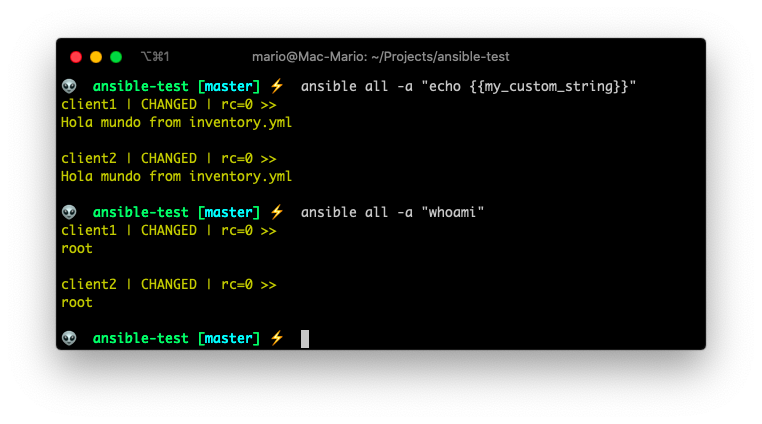 ⌥⌘1 mario@Mac-Mario: ~/Projects/ansible-test
👽 ansible-test [master] ⚡ ansible all -a "echo {{my_custom_string}}"
client1 | CHANGED | rc=0 >>
Hola mundo from inventory.yml
client2 | CHANGED | rc=0 >>
Hola mundo from inventory.yml
👽 ansible-test [master] ⚡ ansible all -a "whoami"
client1 | CHANGED | rc=0 >>
root
client2 | CHANGED | rc=0 >>
root
👽 ansible-test [master] ⚡